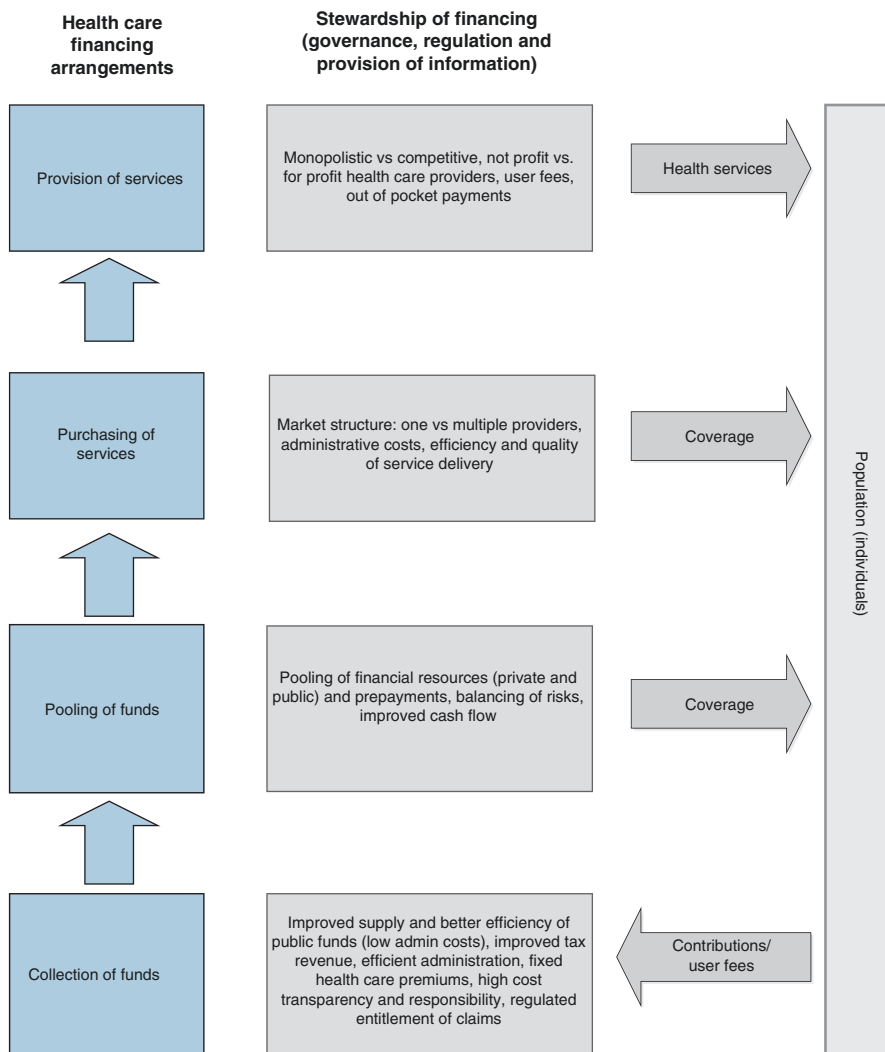 Health care
financing
arrangements
Stewardship of financing
(governance, regulation and
provision of information)
Provision of services
Monopolistic vs competitive, not profit vs.
for profit health care providers, user fees,
out of pocket payments
Health services
Purchasing of
services
Market structure: one vs multiple providers,
administrative costs, efficiency and quality
of service delivery
Coverage
Population (individuals)
Pooling of funds
Pooling of financial resources (private and
public) and prepayments, balancing of risks,
improved cash flow
Coverage
Collection of funds
Improved supply and better efficiency of
public funds (low admin costs), improved tax
revenue, efficient administration, fixed
health care premiums, high cost
transparency and responsibility, regulated
entitlement of claims
Contributions/
user fees